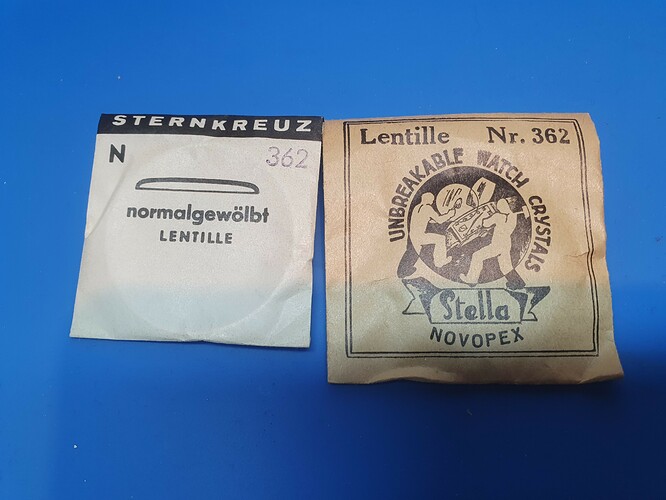 STERNKREUZ
N 362
normalgewölbt
LENTILLE
Lentille Nr. 362
UNBREAKABLE WATCH CRYSTALS
Stella
NOVOPEX